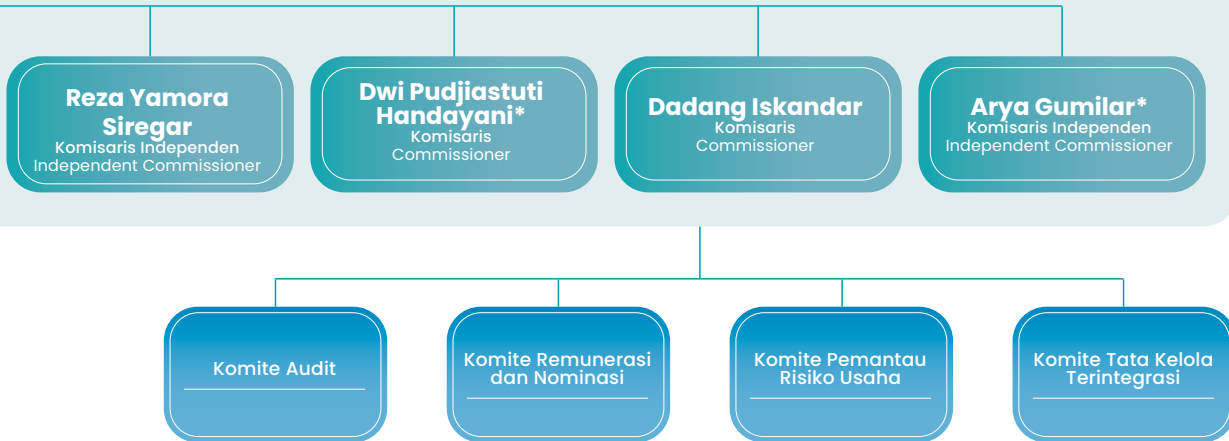 Reza Yamora
Siregar
Komisaris Independen
Independent Commissioner
Dwi Pudjiastuti
Handayani*
Komisaris
Commissioner
Dadang Iskandar
Komisaris
Commissioner
Arya Gumilar*
Komisaris Independen
Independent Commissioner
Komite Audit
Komite Remunerasi
dan Nominasi
Komite Pemantau
Risiko Usaha
Komite Tata Kelola
Terintegrasi